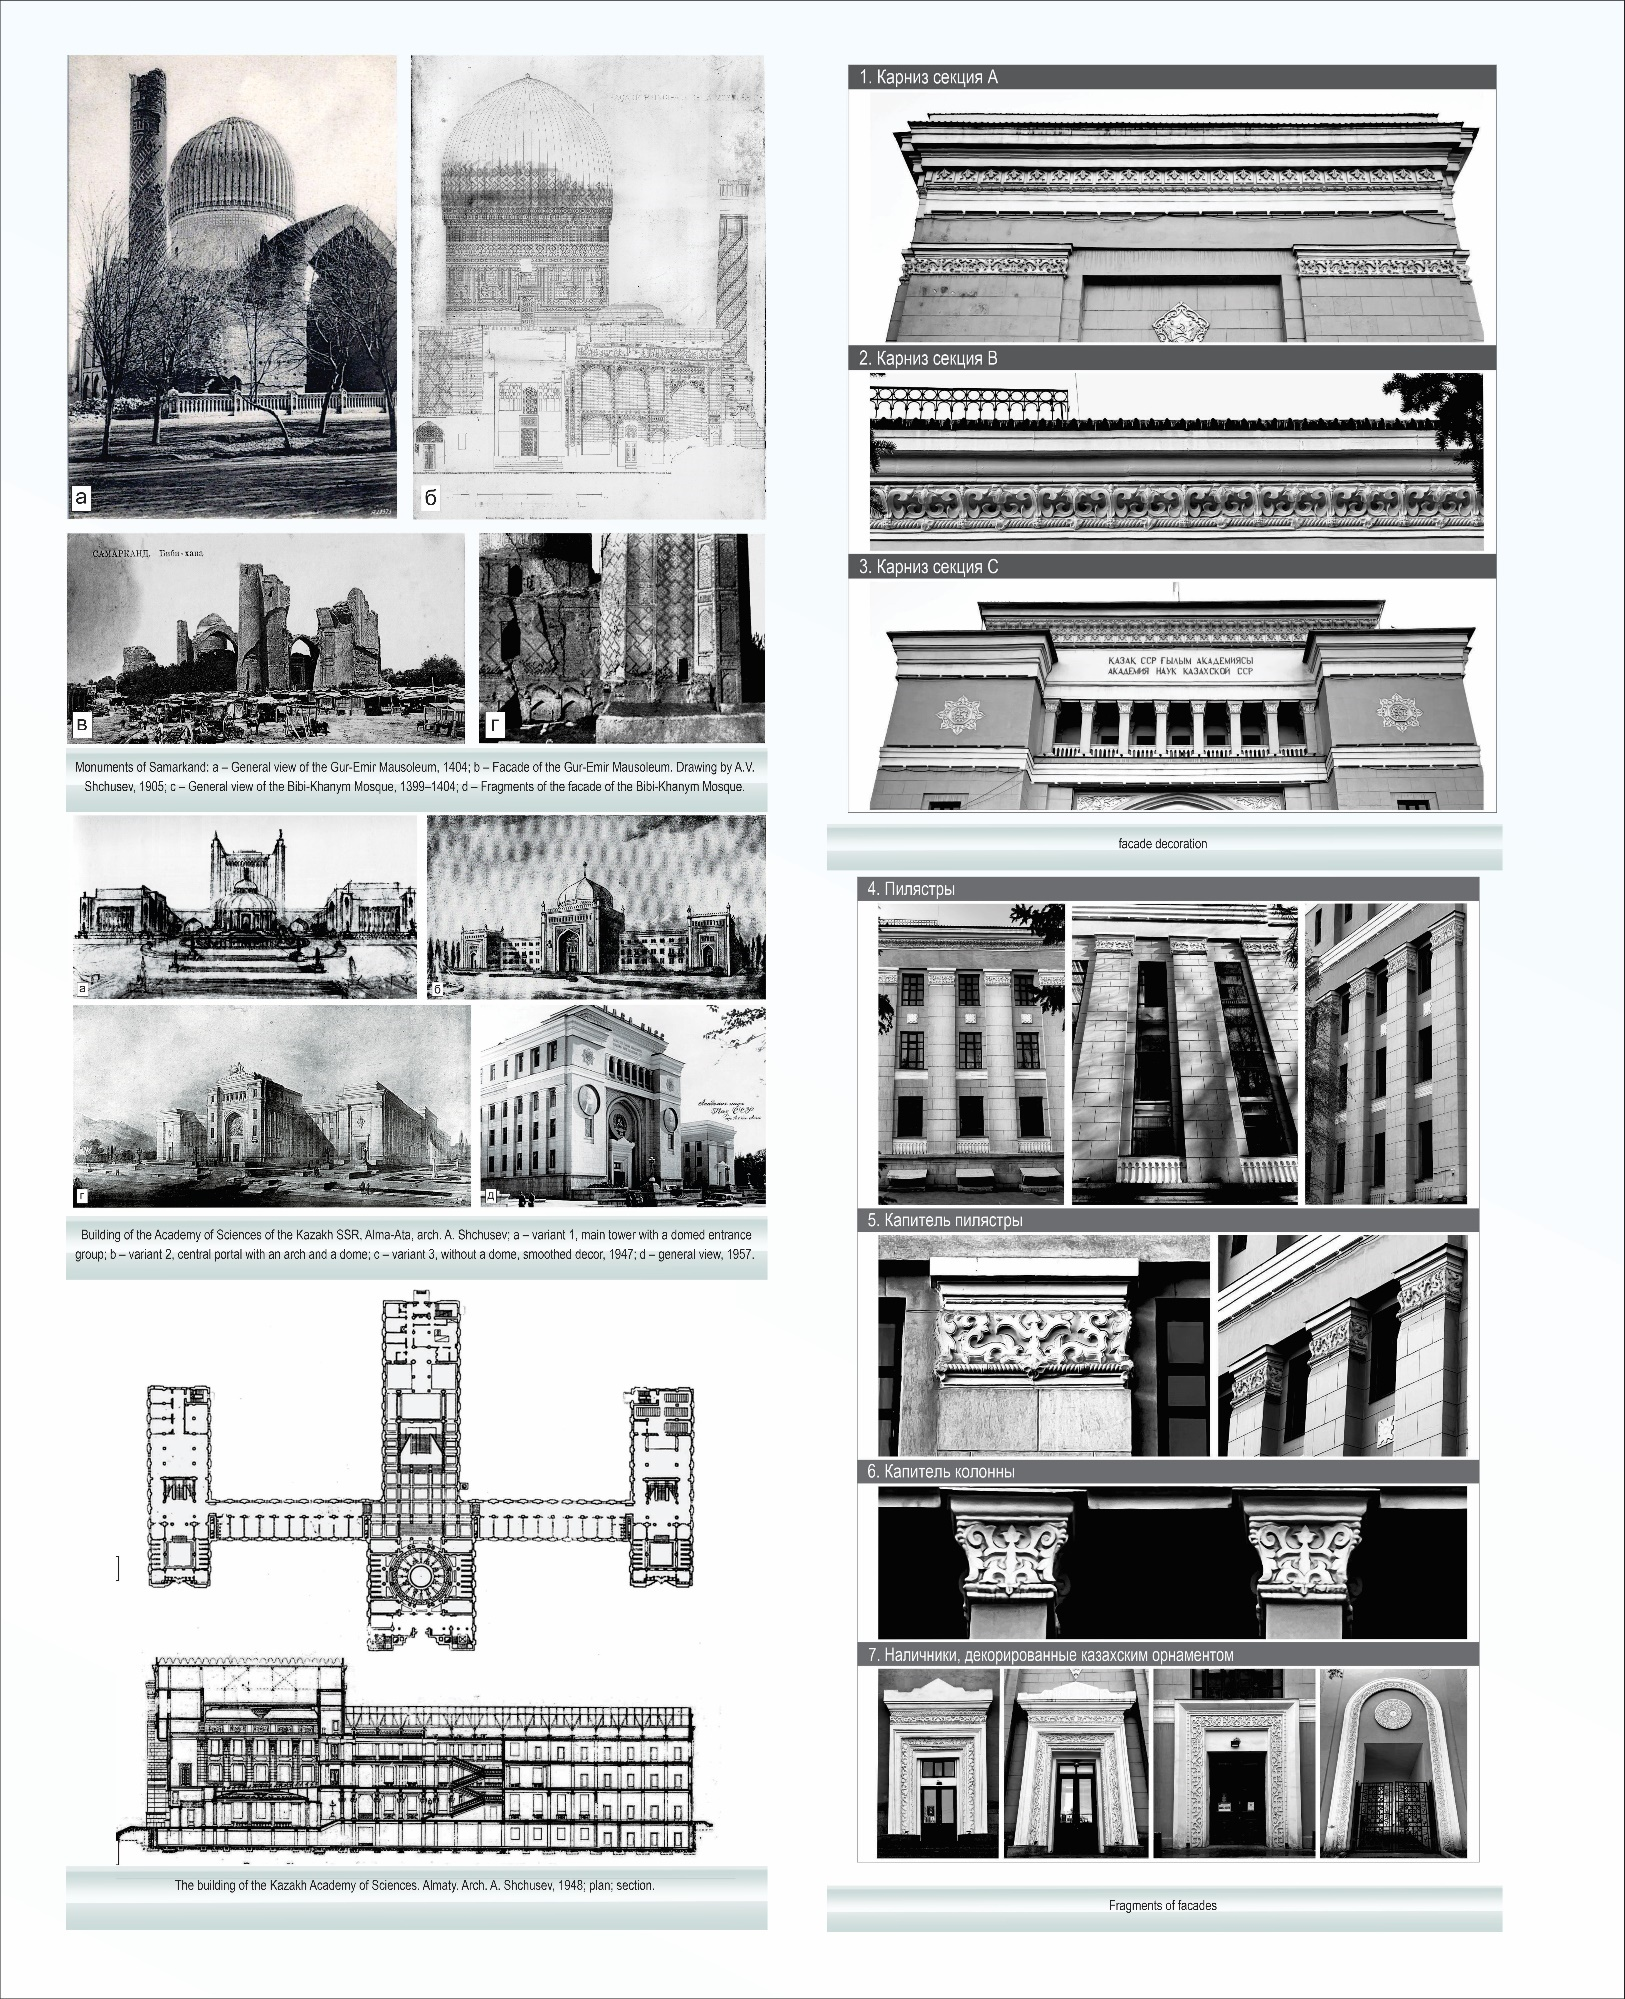 а
б
САМАРКАНД. Биби-ханa
в
г
Monuments of Samarkand: a – General view of the Gur-Emir Mausoleum, 1404; b – Facade of the Gur-Emir Mausoleum. Drawing by A.V.
Shchusev, 1905; c – General view of the Bibi-Khanym Mosque, 1399–1404; d – Fragments of the facade of the Bibi-Khanym Mosque.
а
б
г
д
Building of the Academy of Sciences of the Kazakh SSR. Alma-Ata, arch. A. Shchusev; a – variant 1, main tower with a domed entrance
group; b – variant 2, central portal with an arch and a dome; c – variant 3, without a dome, smoothed decor, 1947; d – general view, 1957.
The building of the Kazakh Academy of Sciences. Almaty. Arch. A. Shchusev, 1948; plan; section.
1. Карниз секция А
2. Карниз секция В
3. Карниз секция С
ҚАЗАҚ ССР ҒЫЛЫМ АКАДЕМИЯСЫ
АКАДЕМИЯ НАУК КАЗАХСКОЙ ССР
facade decoration
4. Пилястры
5. Капитель пилястры
6. Капитель колонны
7. Наличники, декорированные казахским орнаментом
Fragments of facades